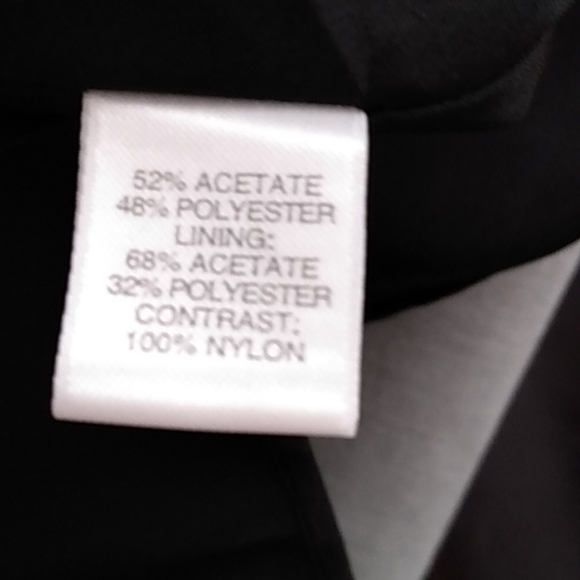 52% ACETATE
48% POLYESTER
LINING:
68% ACETATE
32% POLYESTER
CONTRAST:
100% NYLON